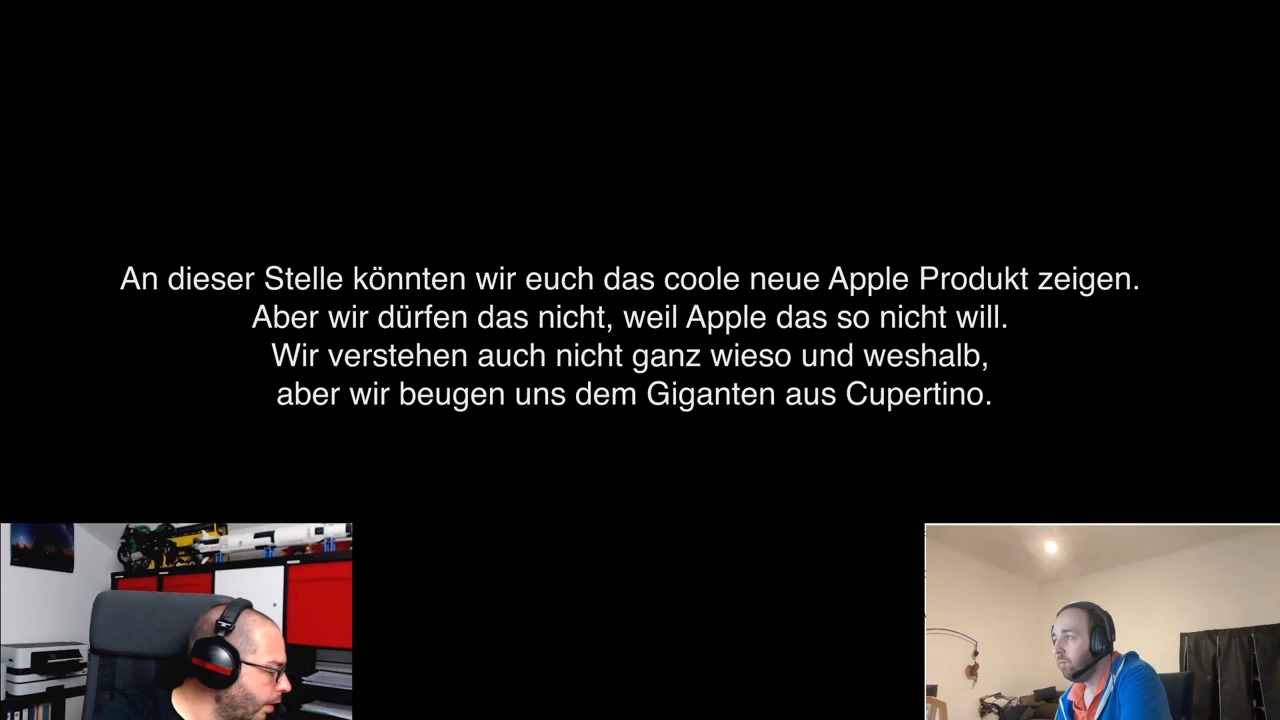 An dieser Stelle könnten wir euch das coole neue Apple Produkt zeigen.
Aber wir dürfen das nicht, weil Apple das so nicht will.
Wir verstehen auch nicht ganz wieso und weshalb,
aber wir beugen uns dem Giganten aus Cupertino.